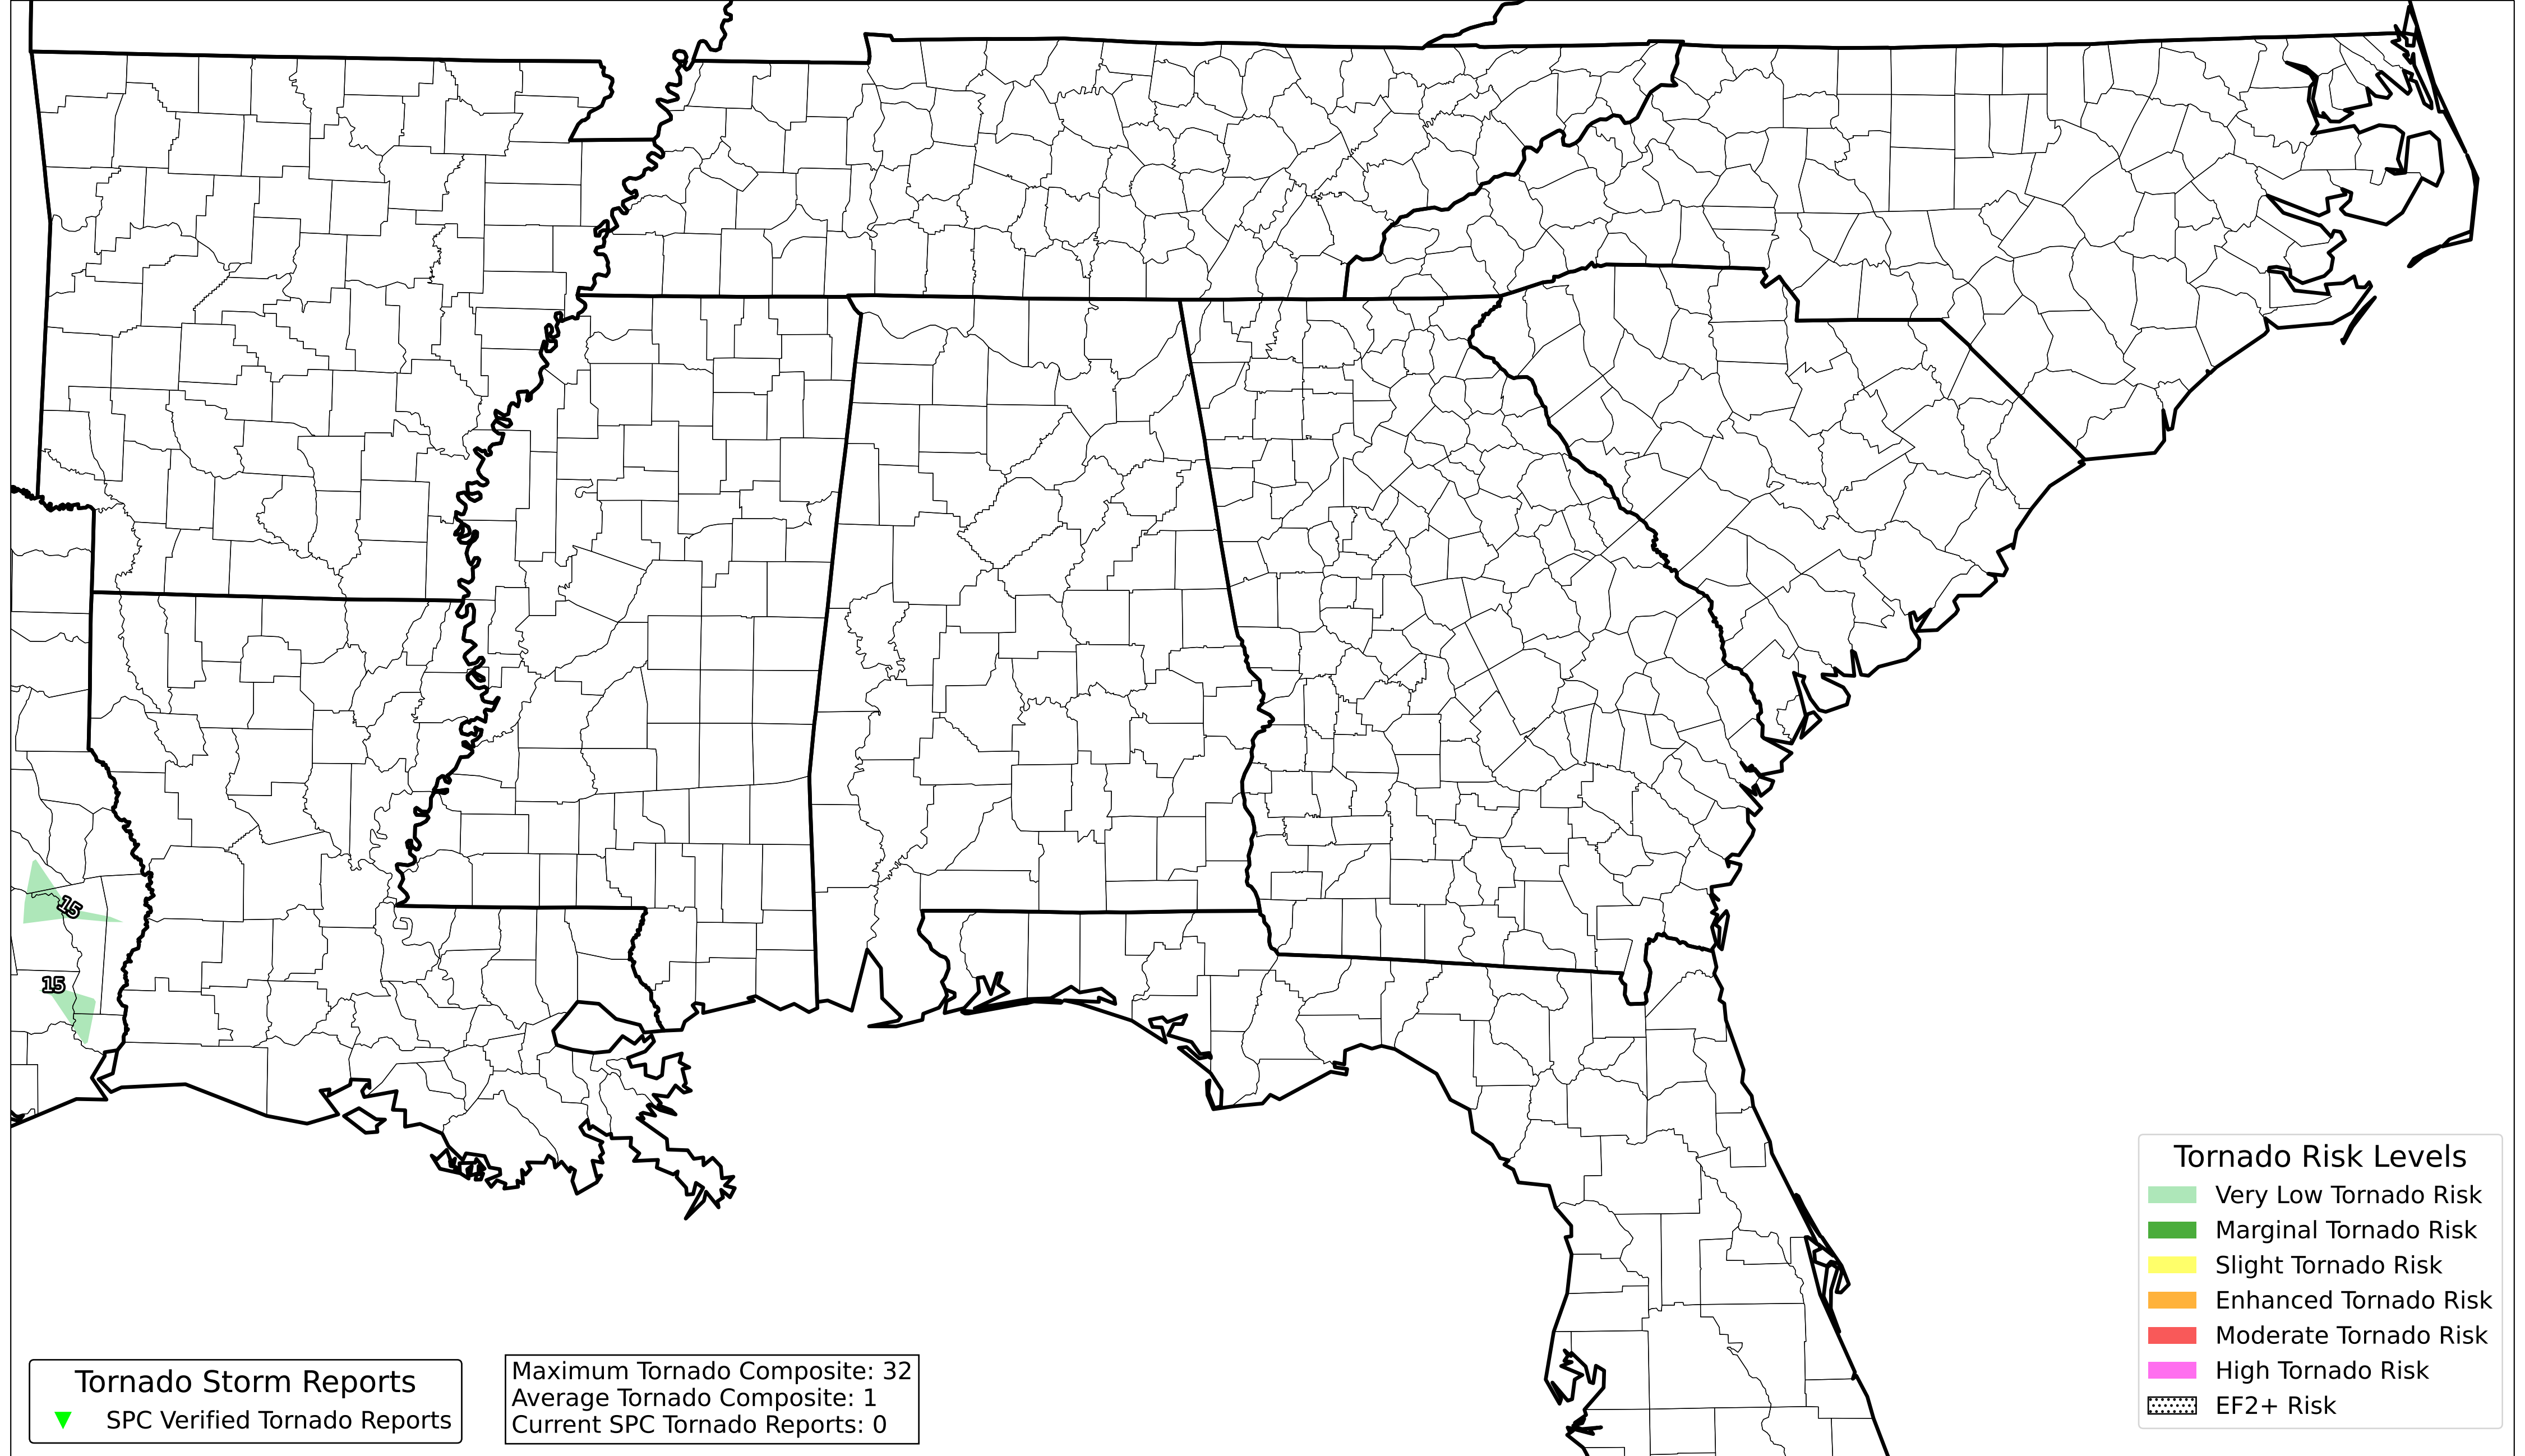 15
15
Tornado Risk Levels
Very Low Tornado Risk
Marginal Tornado Risk
Slight Tornado Risk
Enhanced Tornado Risk
Moderate Tornado Risk
High Tornado Risk
EF2+ Risk
Tornado Storm Reports
SPC Verified Tornado Reports
Maximum Tornado Composite: 32
Average Tornado Composite: 1
Current SPC Tornado Reports: 0